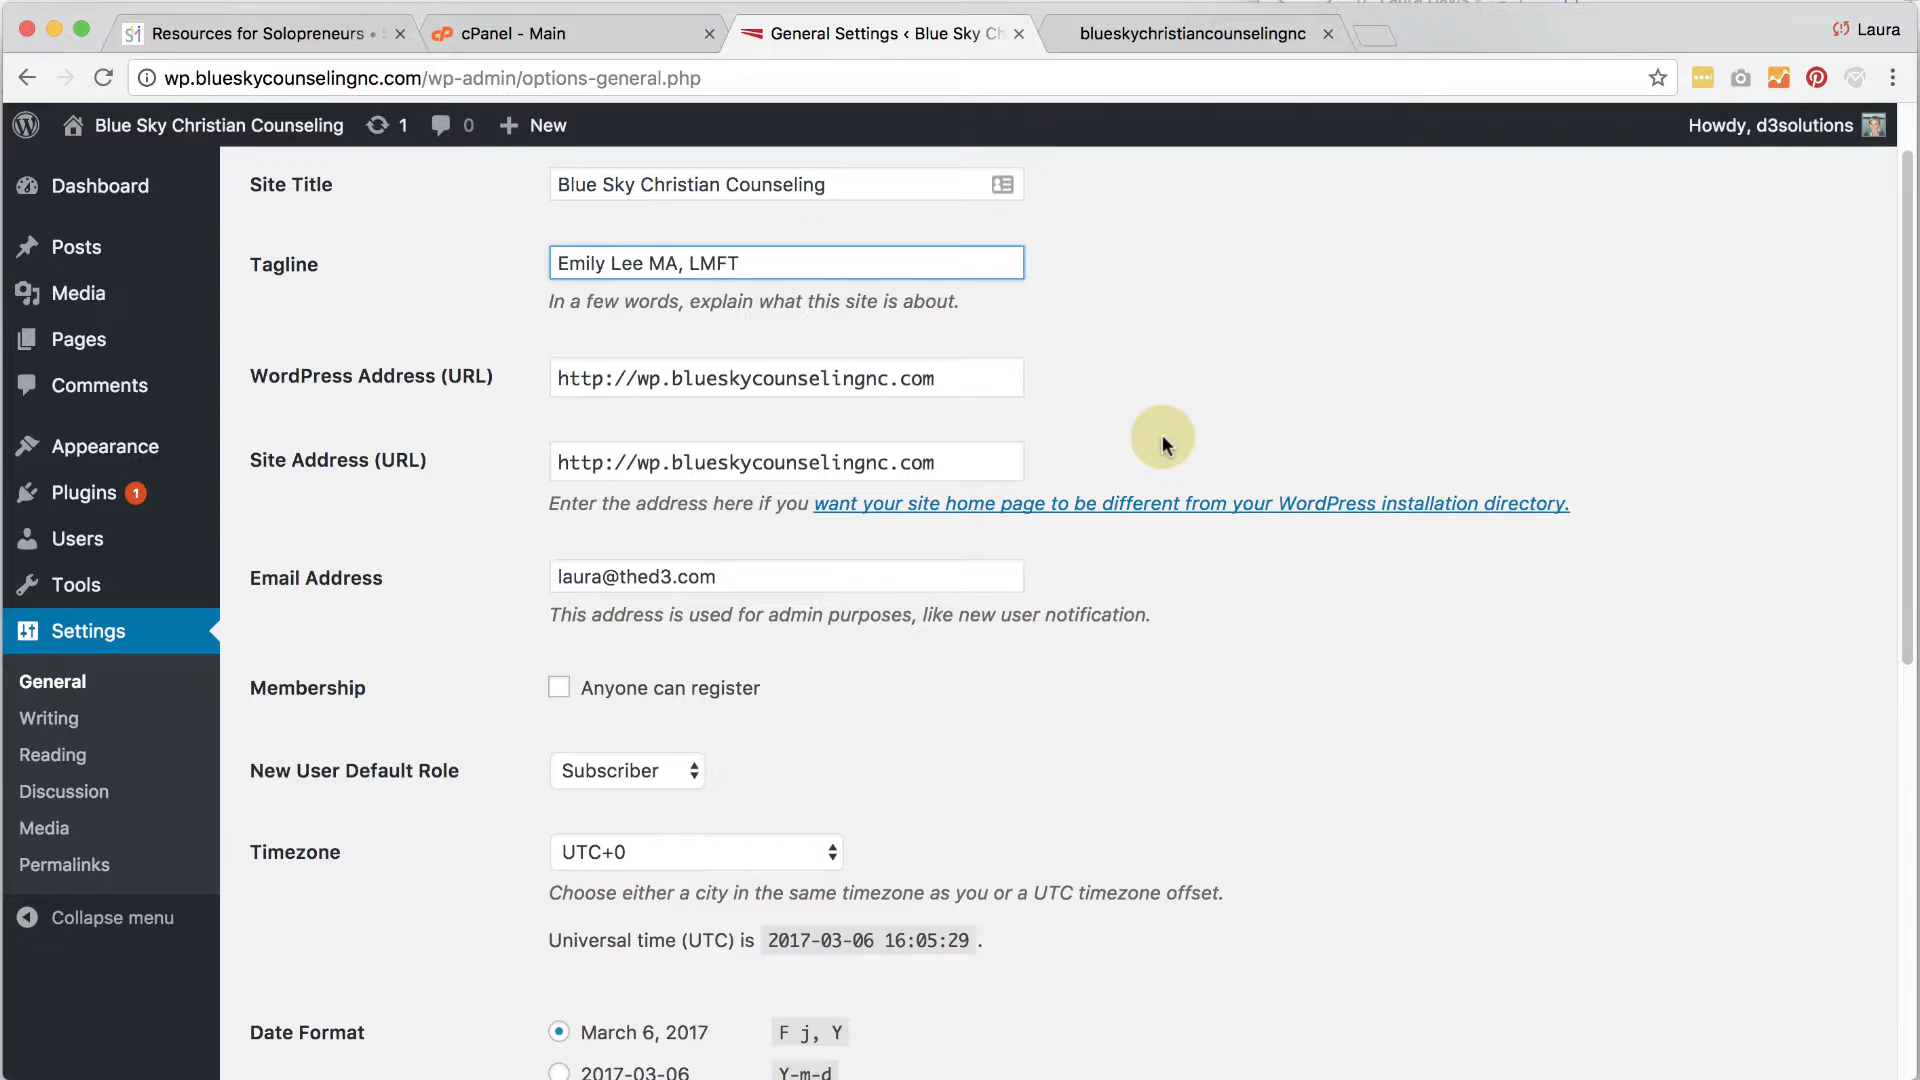 Resources for Solopreneurs •
cPanel - Main
General Settings ‹ Blue Sky Ch
blueskychristiancounselingnc
Laura
wp.blueskycounselingnc.com/wp-admin/options-general.php
Blue Sky Christian Counseling
1
0
New
Howdy, d3solutions
Dashboard
Posts
Media
Pages
Comments
Appearance
Plugins 1
Users
Tools
Settings
General
Writing
Reading
Discussion
Media
Permalinks
Collapse menu
Site Title
Blue Sky Christian Counseling
Tagline
Emily Lee MA, LMFT
In a few words, explain what this site is about.
WordPress Address (URL)
http://wp.blueskycounselingnc.com
Site Address (URL)
http://wp.blueskycounselingnc.com
Enter the address here if you want your site home page to be different from your WordPress installation directory.
Email Address
laura@thed3.com
This address is used for admin purposes, like new user notification.
Membership
Anyone can register
New User Default Role
Subscriber
Timezone
UTC+0
Choose either a city in the same timezone as you or a UTC timezone offset.
Universal time (UTC) is 2017-03-06 16:05:29 .
Date Format
March 6, 2017 F j, Y
2017-03-06 Y-m-d